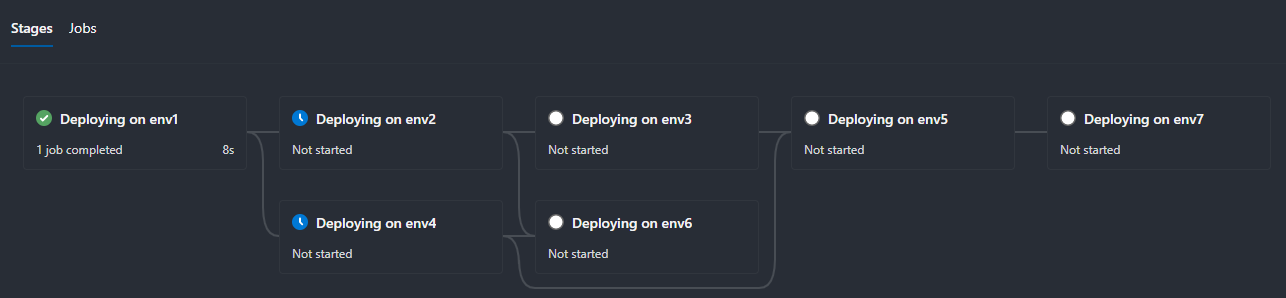 Stages Jobs
Deploying on env1
1 job completed 8s
Deploying on env2
Not started
Deploying on env3
Not started
Deploying on env5
Not started
Deploying on env7
Not started
Deploying on env4
Not started
Deploying on env6
Not started